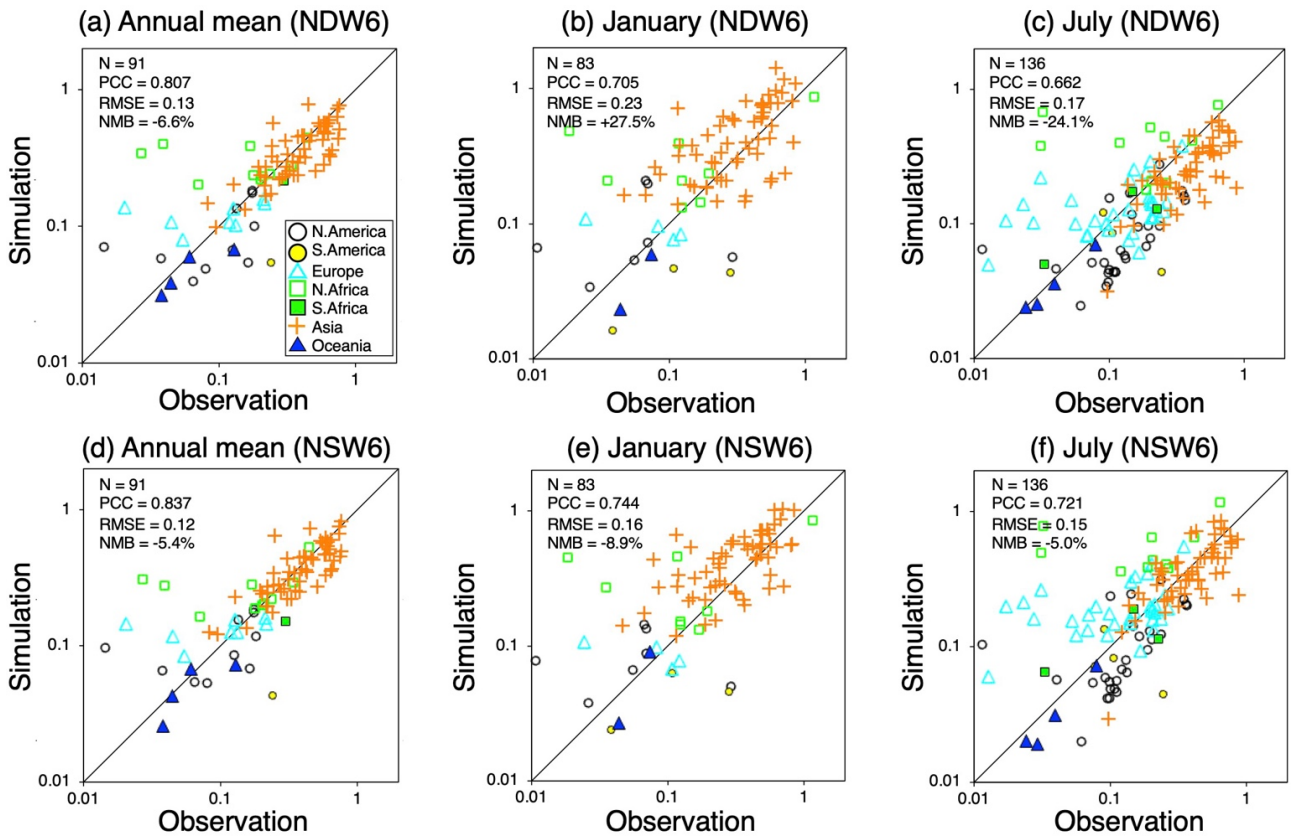 (a) Annual mean (NDW6)
N = 91
PCC = 0.807
RMSE = 0.13
NMB = -6.6%
1
0.1
0.01
0.01
0.1
1
Simulation
Observation
N.America
S.America
Europe
N.Africa
S.Africa
Asia
Oceania
(b) January (NDW6)
N = 83
PCC = 0.705
RMSE = 0.23
NMB = +27.5%
1
0.1
0.01
0.01
0.1
1
Simulation
Observation
(c) July (NDW6)
N = 136
PCC = 0.662
RMSE = 0.17
NMB = -24.1%
1
0.1
0.01
0.01
0.1
1
Simulation
Observation
(d) Annual mean (NSW6)
N = 91
PCC = 0.837
RMSE = 0.12
NMB = -5.4%
1
0.1
0.01
0.01
0.1
1
Simulation
Observation
(e) January (NSW6)
N = 83
PCC = 0.744
RMSE = 0.16
NMB = -8.9%
1
0.1
0.01
0.01
0.1
1
Simulation
Observation
(f) July (NSW6)
N = 136
PCC = 0.721
RMSE = 0.15
NMB = -5.0%
1
0.1
0.01
0.01
0.1
1
Simulation
Observation